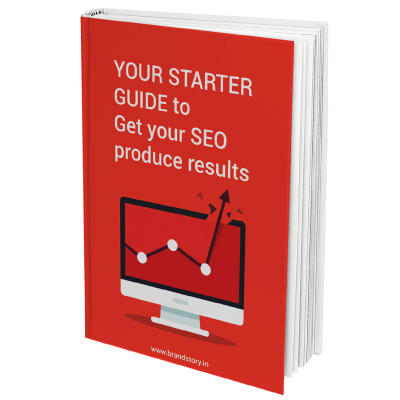 YOUR STARTER
GUIDE to
Get your SEO
produce results
www.brandstory.in